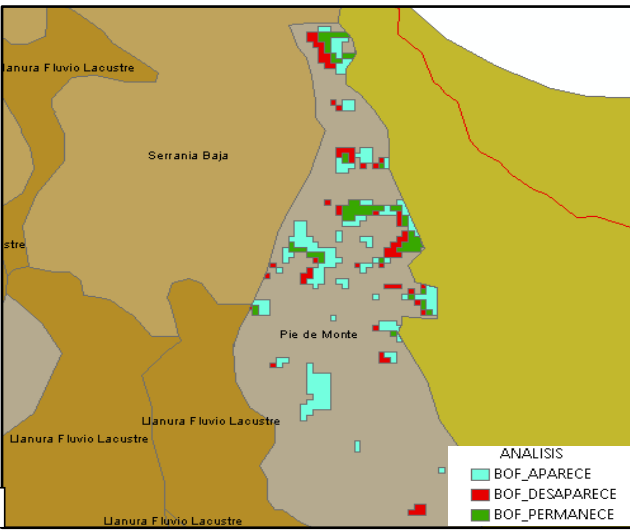 lanura Fluvio Lacustre
Serrania Baja
stre
Pie de Monte
Llanura Fluvio Lacustre
Llanura Fluvio Lacustre
Llanura Fluvio Lacustre
ANALISIS
BOF_APARECE
BOF_DESAPARECE
BOF_PERMANECE